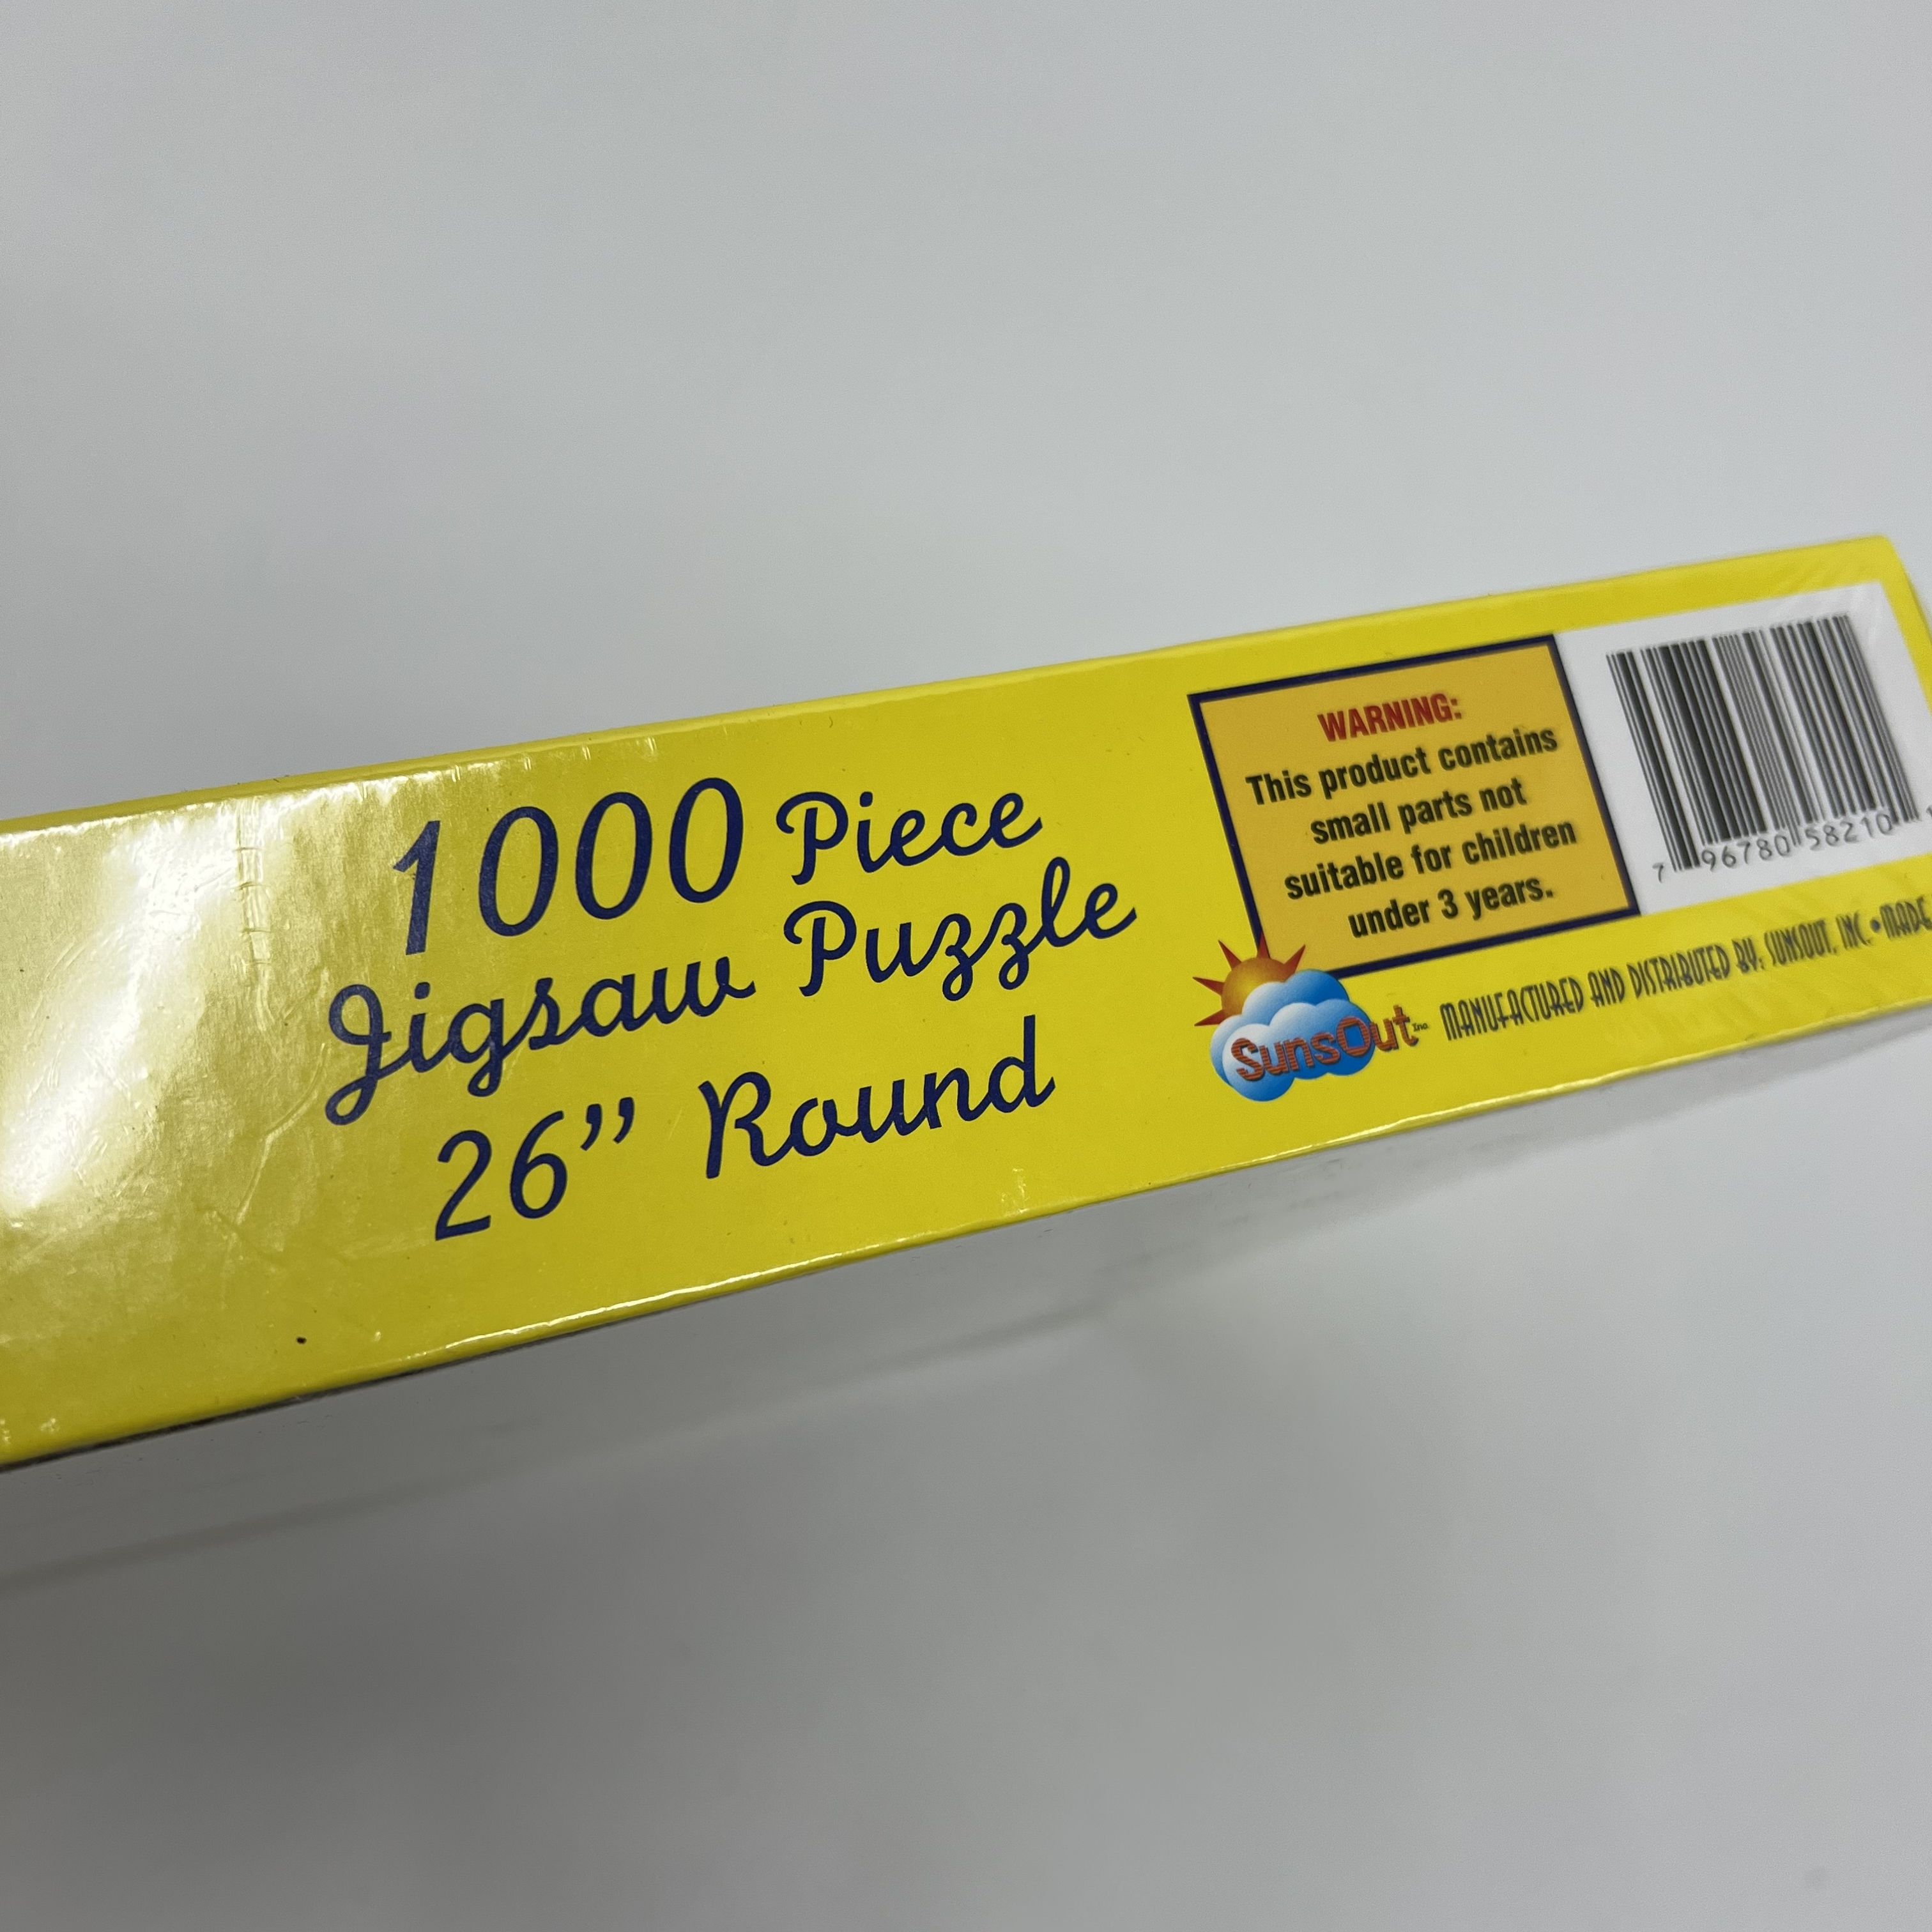 1000 Piece
Jigsaw Puzzle
26” Round
WARNING:
This product contains
small parts not
suitable for children
under 3 years.
7 96780 58210
SunsOut Inc.
MANUFACTURED AND DISTRIBUTED BY: SUNSOUT, INC. • MADE